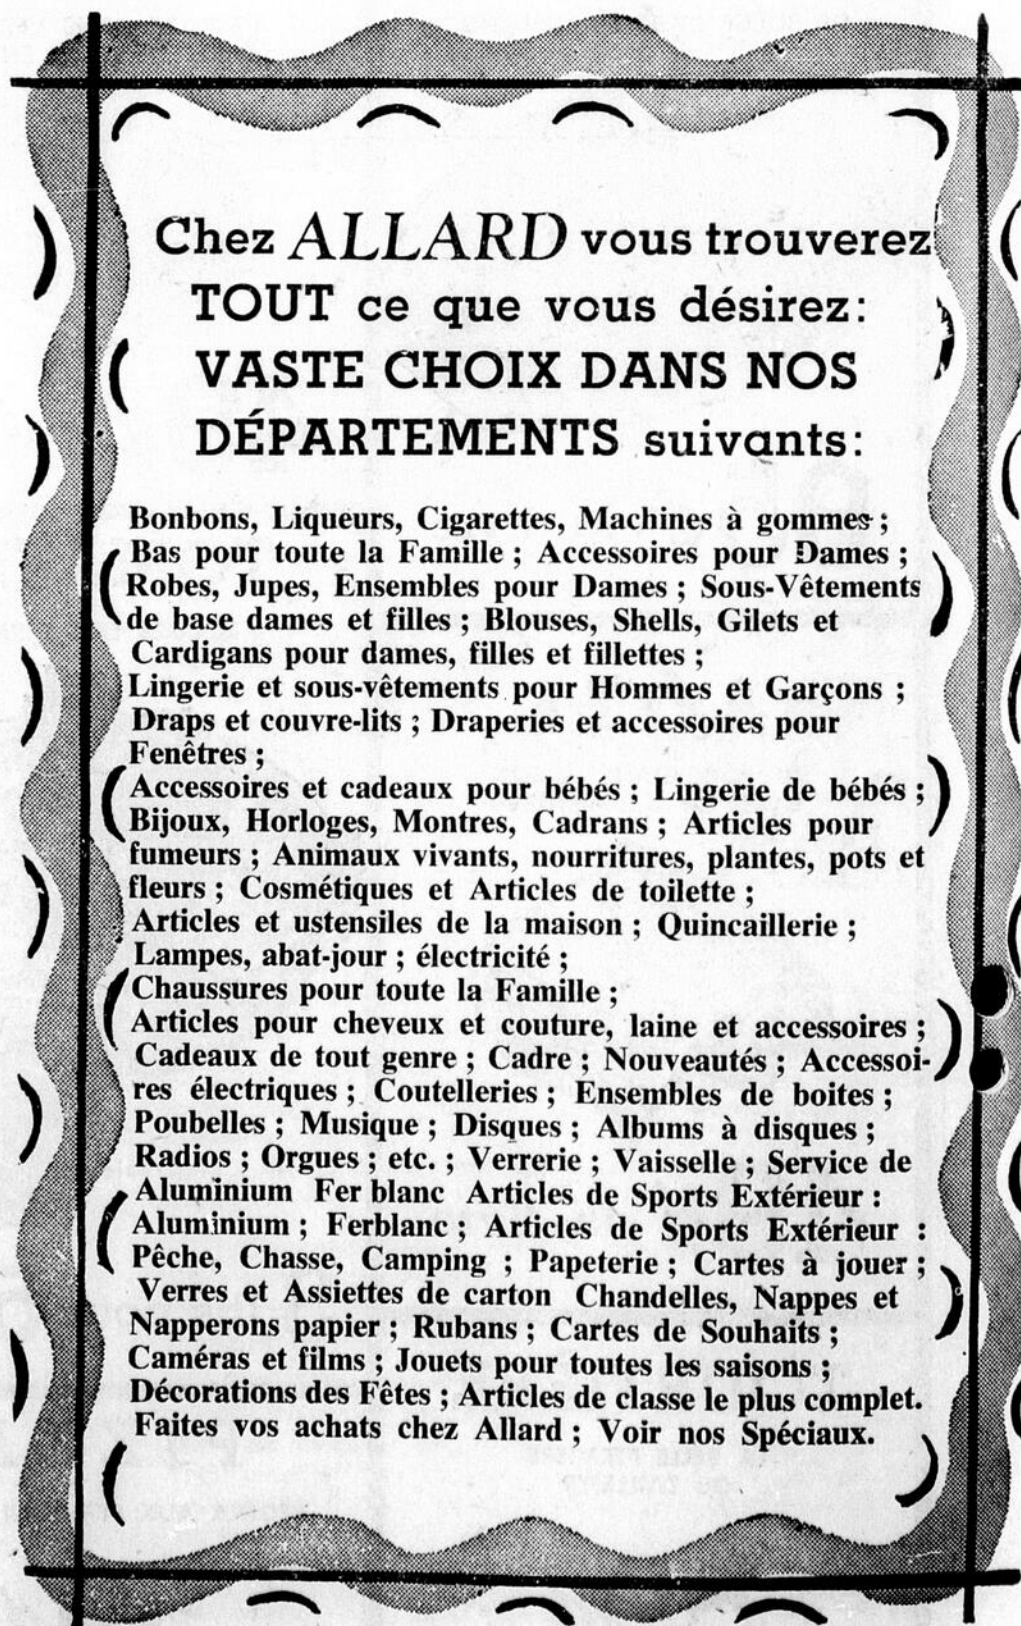 Chez ALLARD vous trouverez
TOUT ce que vous désirez:
VASTE CHOIX DANS NOS
DÉPARTEMENTS suivants:
Bonbons, Liqueurs, Cigarettes, Machines à gommes ;
Bas pour toute la Famille ; Accessoires pour Dames ;
Robes, Jupes, Ensembles pour Dames ; Sous-Vêtements
de base dames et filles ; Blouses, Shells, Gilets et
Cardigans pour dames, filles et fillettes ;
Lingerie et sous-vêtements pour Hommes et Garçons ;
Draps et couvre-lits ; Draperies et accessoires pour
Fenêtres ;
Accessoires et cadeaux pour bébés ; Lingerie de bébés ;
Bijoux, Horloges, Montres, Cadrans ; Articles pour
fumeurs ; Animaux vivants, nourritures, plantes, pots et
fleurs ; Cosmétiques et Articles de toilette ;
Articles et ustensiles de la maison ; Quincaillerie ;
Lampes, abat-jour ; électricité ;
Chaussures pour toute la Famille ;
Articles pour cheveux et couture, laine et accessoires ;
Cadeaux de tout genre ; Cadre ; Nouveautés ; Accessoi-
res électriques ; Coutelleries ; Ensembles de boites ;
Poubelles ; Musique ; Disques ; Albums à disques ;
Radios ; Orgues ; etc. ; Verrerie ; Vaisselle ; Service de
Aluminium Fer blanc Articles de Sports Extérieur :
Aluminium ; Ferblanc ; Articles de Sports Extérieur :
Pêche, Chasse, Camping ; Papeterie ; Cartes à jouer ;
Verres et Assiettes de carton Chandelles, Nappes et
Napperons papier ; Rubans ; Cartes de Souhaits ;
Caméras et films ; Jouets pour toutes les saisons ;
Décorations des Fêtes ; Articles de classe le plus complet.
Faites vos achats chez Allard ; Voir nos Spéciaux.